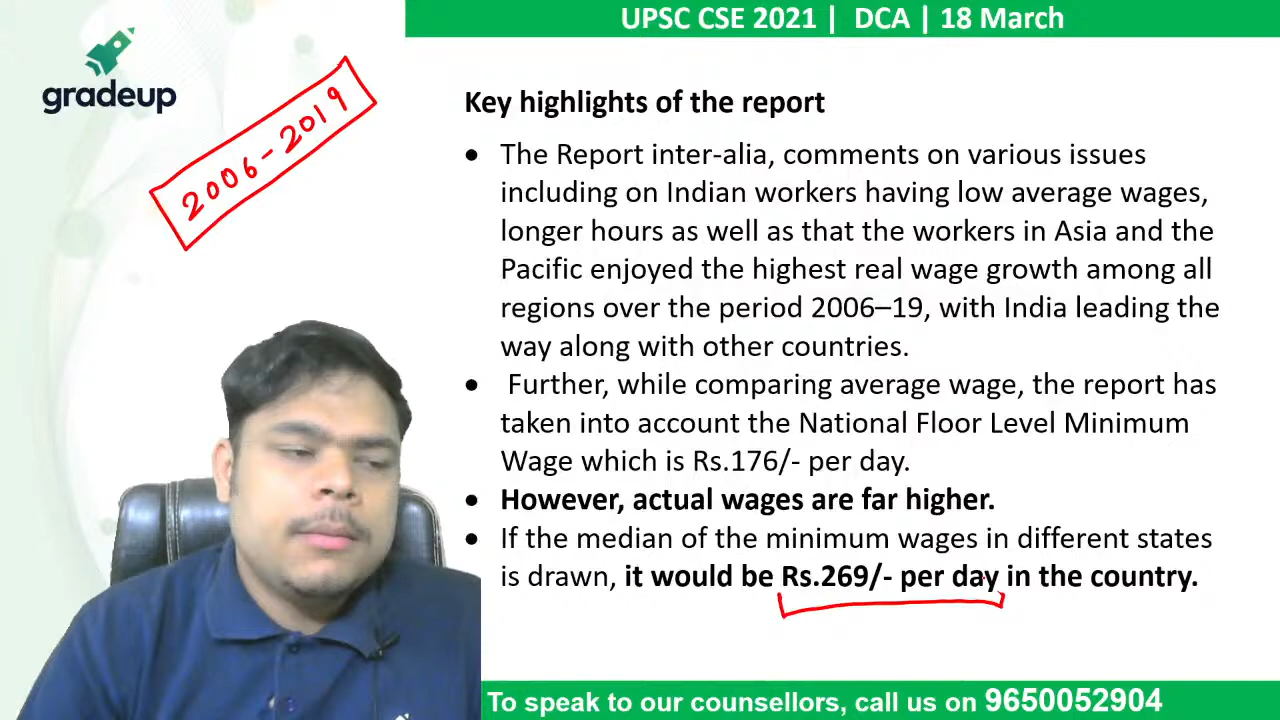 UPSC CSE 2021 | DCA | 18 March
gradeup
2006-2019
Key highlights of the report
• The Report inter-alia, comments on various issues
including on Indian workers having low average wages,
longer hours as well as that the workers in Asia and the
Pacific enjoyed the highest real wage growth among all
regions over the period 2006–19, with India leading the
way along with other countries.
• Further, while comparing average wage, the report has
taken into account the National Floor Level Minimum
Wage which is Rs.176/- per day.
• However, actual wages are far higher.
• If the median of the minimum wages in different states
is drawn, it would be Rs.269/- per day in the country.
To speak to our counsellors, call us on 9650052904